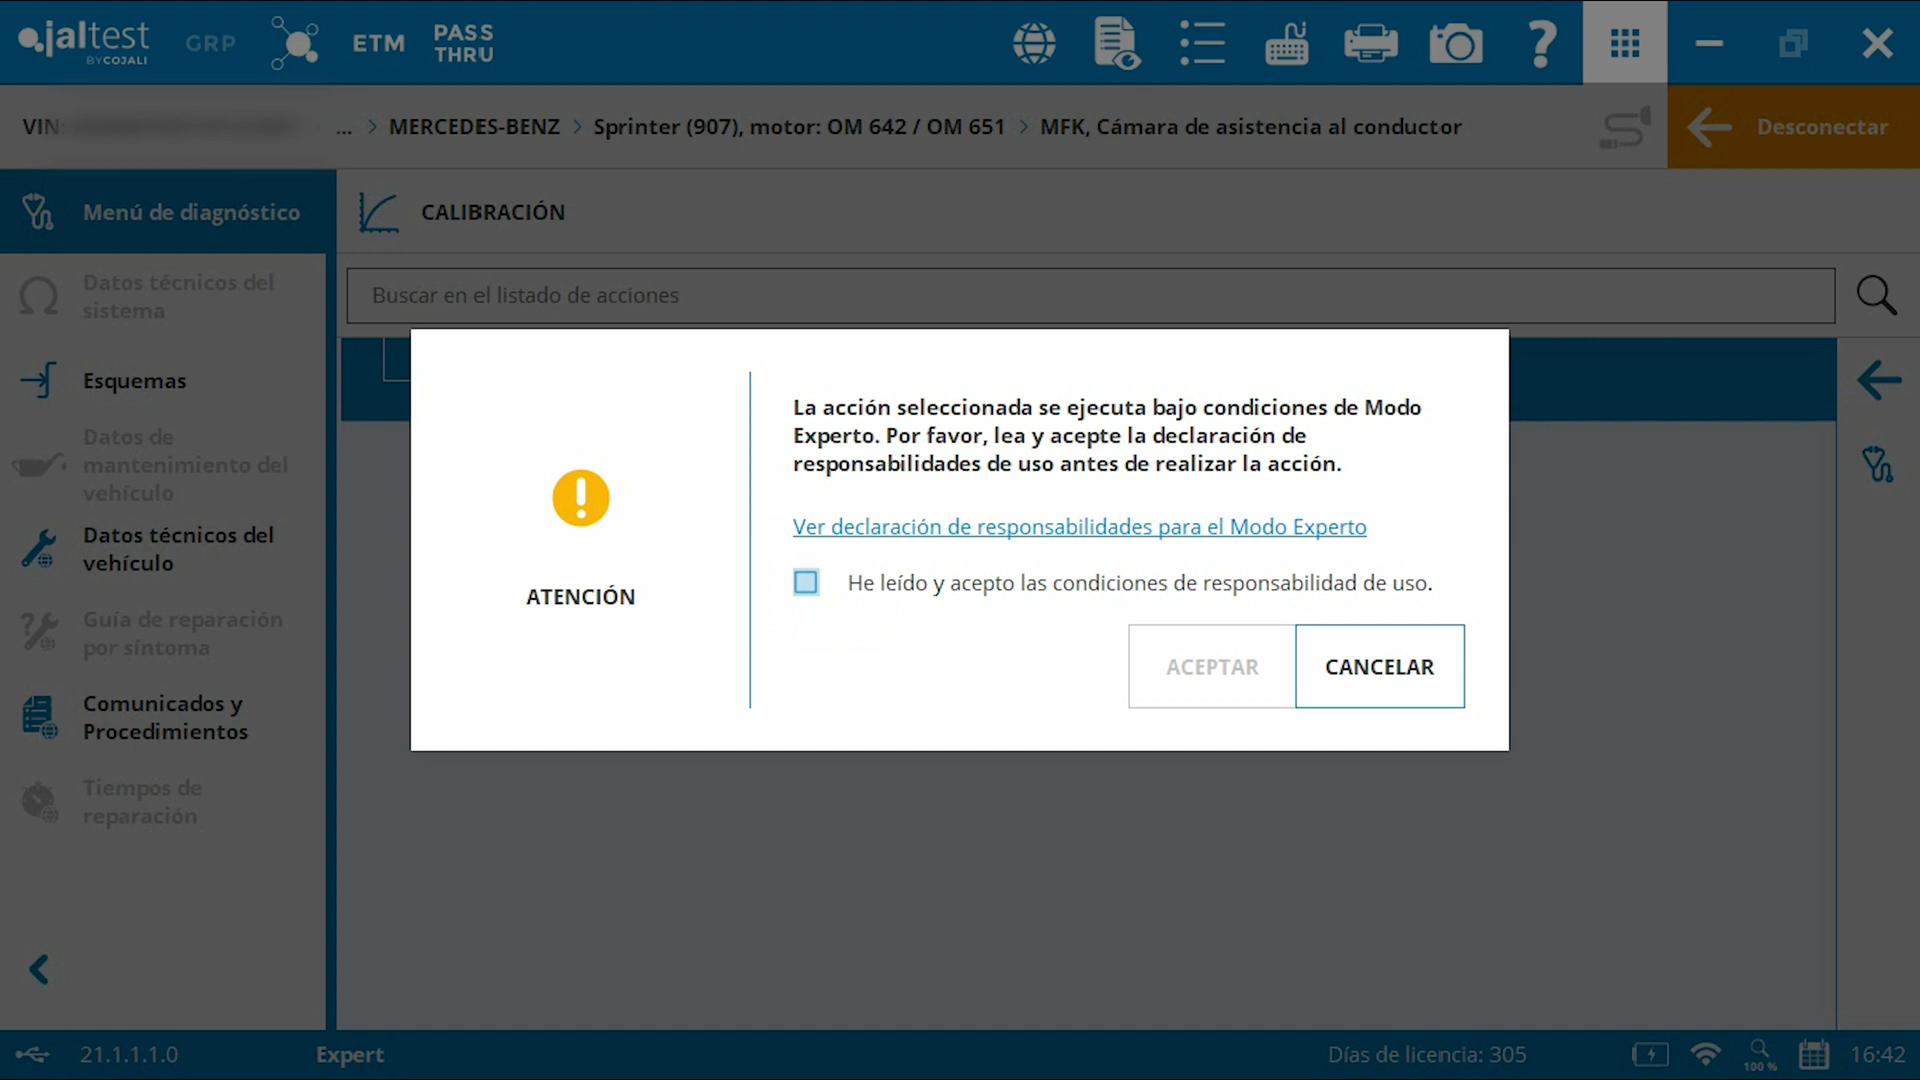 jaltest
BY COJALI
GRP
ETM
PASS
THRU
VIN:
... > MERCEDES-BENZ > Sprinter (907), motor: OM 642 / OM 651 > MFK, Cámara de asistencia al conductor
Desconectar
Menú de diagnóstico
CALIBRACIÓN
Datos técnicos del
sistema
Buscar en el listado de acciones
Esquemas
Datos de
mantenimiento del
vehículo
Datos técnicos del
vehículo
Guía de reparación
por síntoma
Comunicados y
Procedimientos
Tiempos de
reparación
ATENCIÓN
La acción seleccionada se ejecuta bajo condiciones de Modo
Experto. Por favor, lea y acepte la declaración de
responsabilidades de uso antes de realizar la acción.
Ver declaración de responsabilidades para el Modo Experto
He leído y acepto las condiciones de responsabilidad de uso.
ACEPTAR
CANCELAR
21.1.1.1.0
Expert
Días de licencia: 305
100 %
16:42